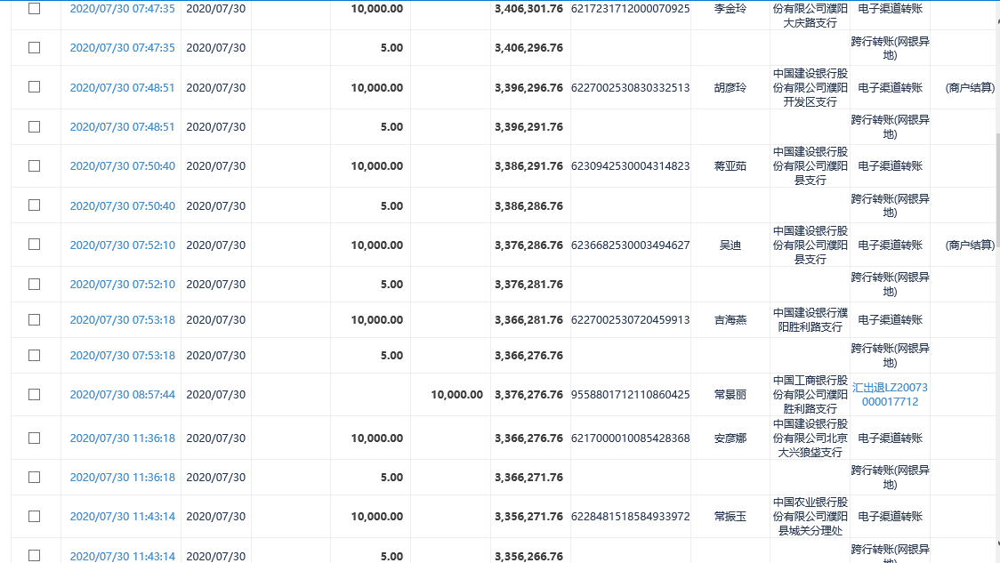 2020/07/30 07:47:35 2020/07/30 10,000.00 3,406,301.76 6217231712000070925 李金玲 份有限公司濮阳 电子渠道转账
大庆路支行
2020/07/30 07:47:35 2020/07/30 5.00 3,406,296.76 跨行转账(网银异
地)
中国建设银行股
2020/07/30 07:48:51 2020/07/30 10,000.00 3,396,296.76 6227002530830332513 胡彦玲 份有限公司濮阳 电子渠道转账 (商户结算)
开发区支行
2020/07/30 07:48:51 2020/07/30 5.00 3,396,291.76 跨行转账(网银异
地)
中国建设银行股
2020/07/30 07:50:40 2020/07/30 10,000.00 3,386,291.76 6230942530004314823 蒋亚茹 份有限公司濮阳 电子渠道转账
县支行
2020/07/30 07:50:40 2020/07/30 5.00 3,386,286.76 跨行转账(网银异
地)
中国建设银行股
2020/07/30 07:52:10 2020/07/30 10,000.00 3,376,286.76 6236682530003494627 吴迪 份有限公司濮阳 电子渠道转账 (商户结算)
县支行
2020/07/30 07:52:10 2020/07/30 5.00 3,376,281.76 跨行转账(网银异
地)
2020/07/30 07:53:18 2020/07/30 10,000.00 3,366,281.76 6227002530720459913 吉海燕 中国建设银行濮 电子渠道转账
阳胜利路支行
2020/07/30 07:53:18 2020/07/30 5.00 3,366,276.76 跨行转账(网银异
地)
中国工商银行股
2020/07/30 08:57:44 2020/07/30 10,000.00 3,376,276.76 9558801712110860425 常景丽 份有限公司濮阳 汇出退LZ20073
胜利路支行 000017712
中国建设银行股
2020/07/30 11:36:18 2020/07/30 10,000.00 3,366,276.76 6217000010085428368 安彦娜 份有限公司北京 电子渠道转账
大兴狼垡支行
2020/07/30 11:36:18 2020/07/30 5.00 3,366,271.76 跨行转账(网银异
地)
中国农业银行股
2020/07/30 11:43:14 2020/07/30 10,000.00 3,356,271.76 6228481518584933972 常振玉 份有限公司濮阳 电子渠道转账
县城关分理处
2020/07/30 11:43:14 2020/07/30 5.00 3,356,266.76 跨行转账(网银异
地)